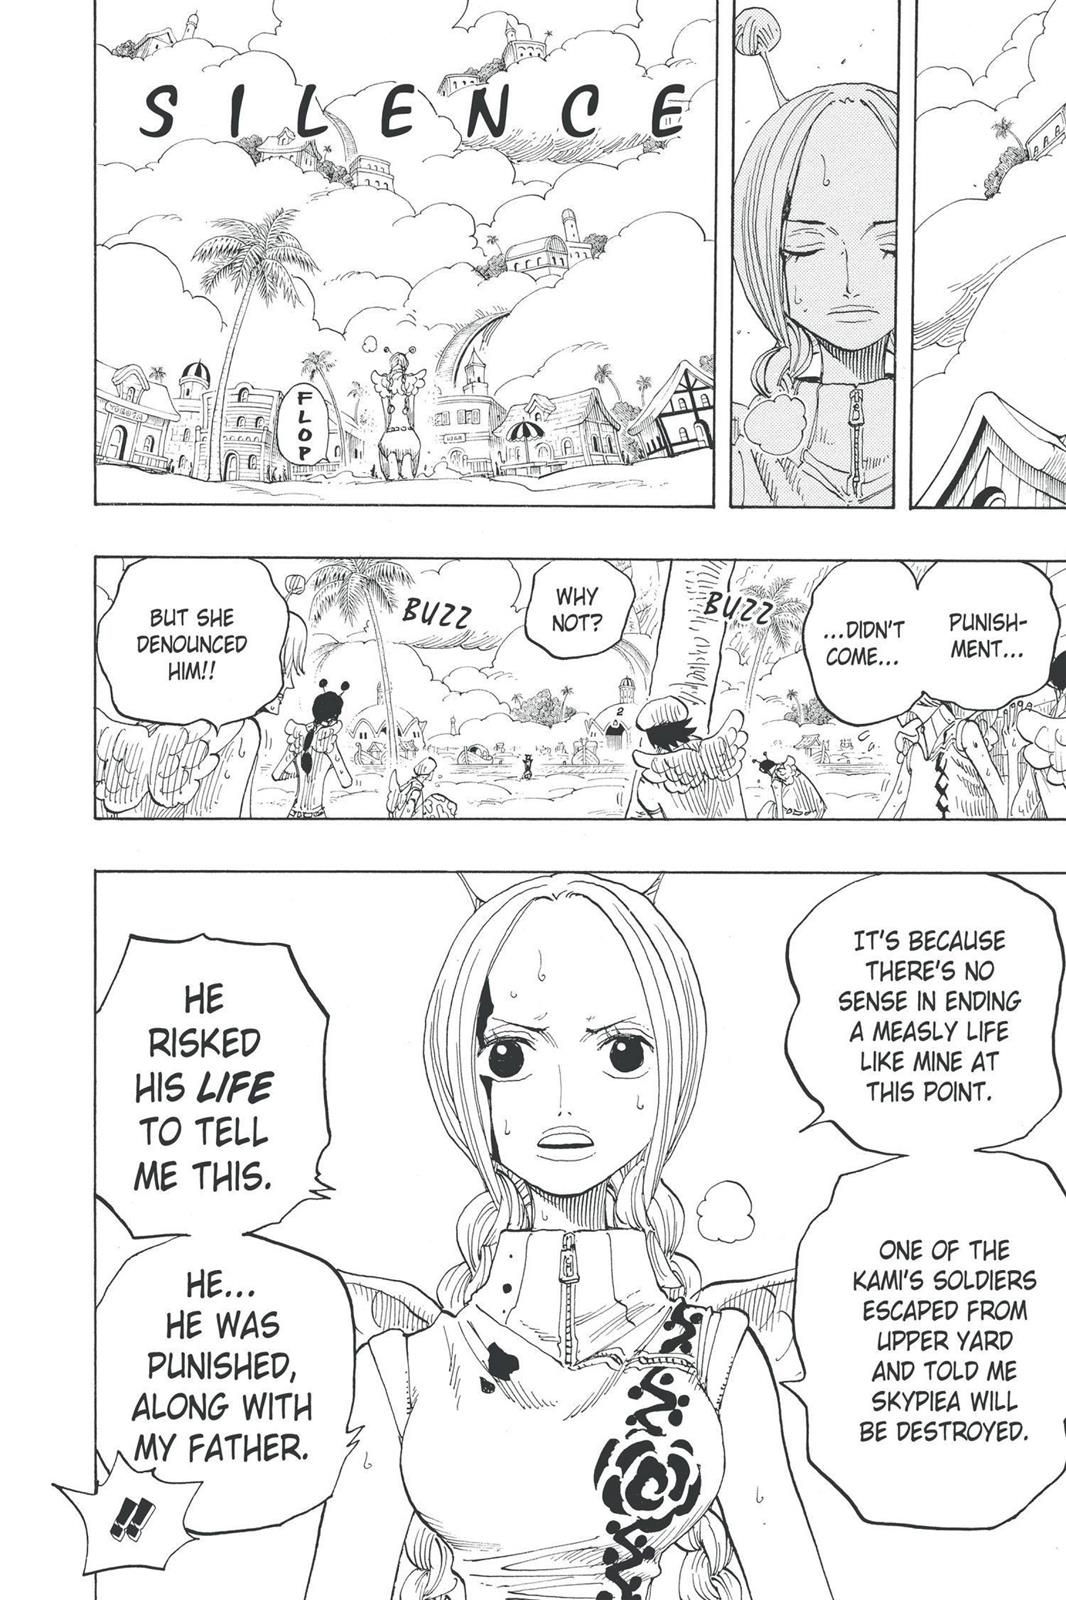 SILENCE
FLOP
PUNISH-
MENT...
...DIDN'T
COME...
BUZZ
WHY
NOT?
BUZZ
BUT SHE
DENOUNCED
HIM!!
2
IT'S BECAUSE
THERE'S NO
SENSE IN ENDING
A MEASLY LIFE
LIKE MINE AT
THIS POINT.
ONE OF THE
KAMI'S SOLDIERS
ESCAPED FROM
UPPER YARD
AND TOLD ME
SKYPIEA WILL
BE DESTROYED.
HE
RISKED
HIS LIFE
TO TELL
ME THIS.
HE...
HE WAS
PUNISHED,
ALONG WITH
MY FATHER.
!!